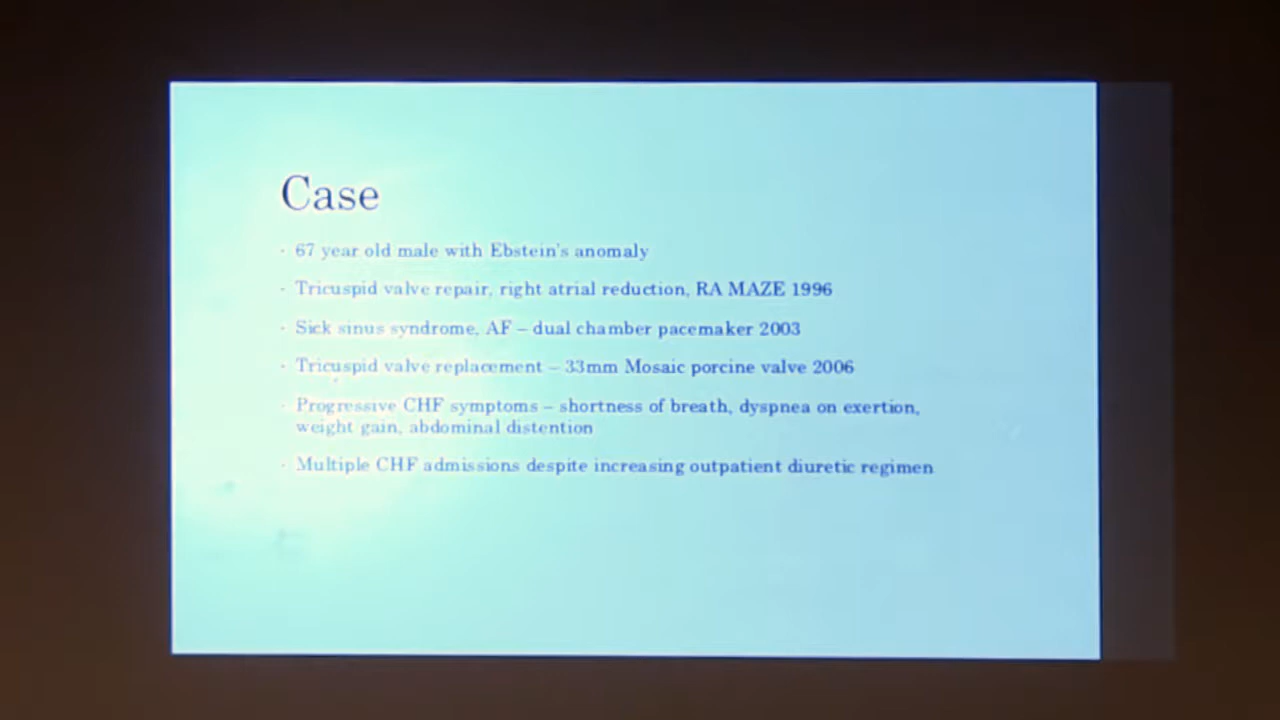 Case
· 67 year old male with Ebstein's anomaly
· Tricuspid valve repair, right atrial reduction, RA MAZE 1996
· Sick sinus syndrome, AF – dual chamber pacemaker 2003
· Tricuspid valve replacement – 33mm Mosaic porcine valve 2006
· Progressive CHF symptoms – shortness of breath, dyspnea on exertion,
weight gain, abdominal distention
· Multiple CHF admissions despite increasing outpatient diuretic regimen